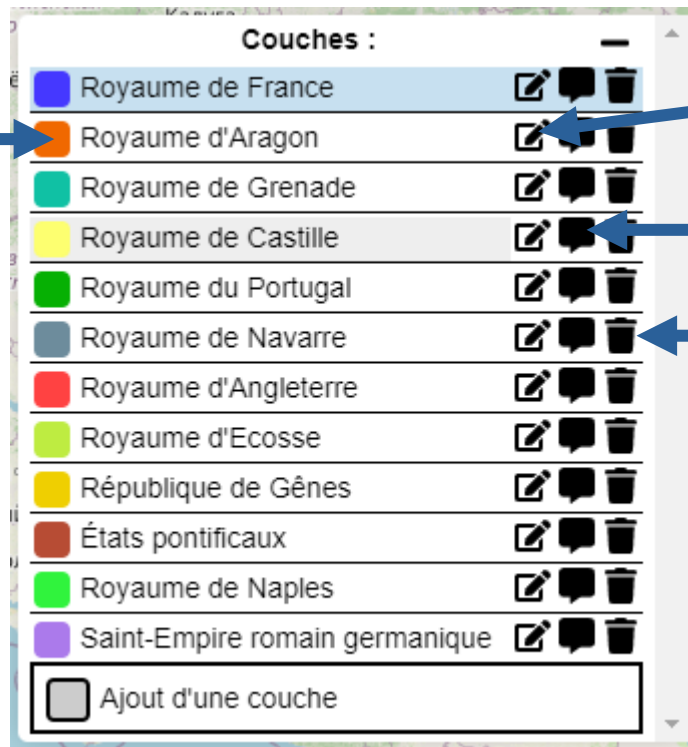 Couches :
Royaume de France
Royaume d'Aragon
Royaume de Grenade
Royaume de Castille
Royaume du Portugal
Royaume de Navarre
Royaume d'Angleterre
Royaume d'Ecosse
République de Gênes
États pontificaux
Royaume de Naples
Saint-Empire romain germanique
Ajout d'une couche